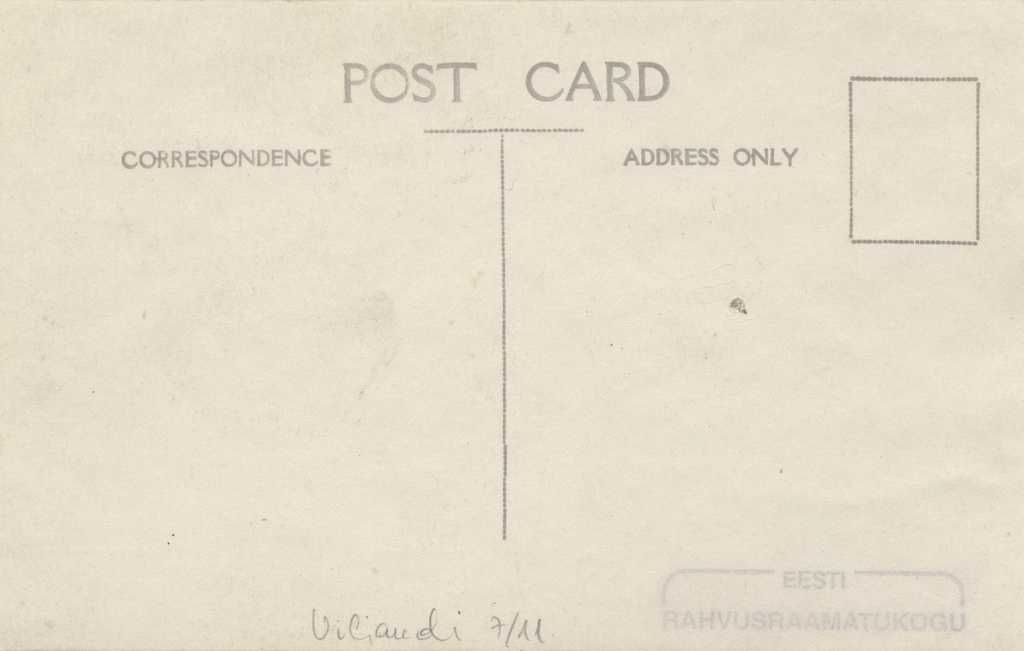 POST CARD
CORRESPONDENCE
ADDRESS ONLY
EESTI
RAHVUSRAAMATUKOGU
Viljandi 7/11